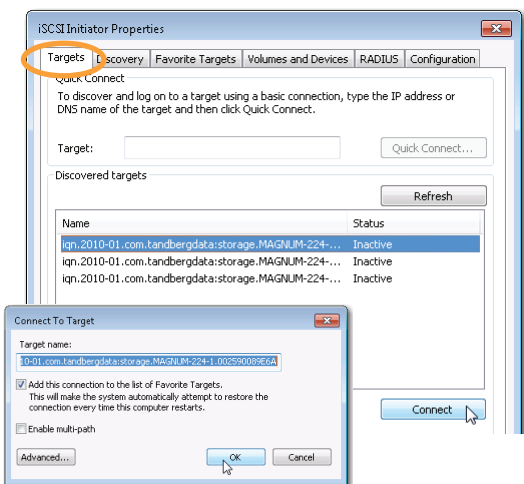 iSCSI Initiator Properties
Targets Discovery Favorite Targets Volumes and Devices RADIUS Configuration
Quick Connect
To discover and log on to a target using a basic connection, type the IP address or
DNS name of the target and then click Quick Connect.
Target: Quick Connect...
Discovered targets
Refresh
Name Status
iqn.2010-01.com.tandbergdata:storage.MAGNUM-224-... Inactive
iqn.2010-01.com.tandbergdata:storage.MAGNUM-224-... Inactive
iqn.2010-01.com.tandbergdata:storage.MAGNUM-224-... Inactive
Connect
Connect To Target
Target name:
10-01.com.tandbergdata:storage.MAGNUM-224-1.002590089E6A
Add this connection to the list of Favorite Targets.
This will make the system automatically attempt to restore the
connection every time this computer restarts.
Enable multi-path
Advanced... OK Cancel